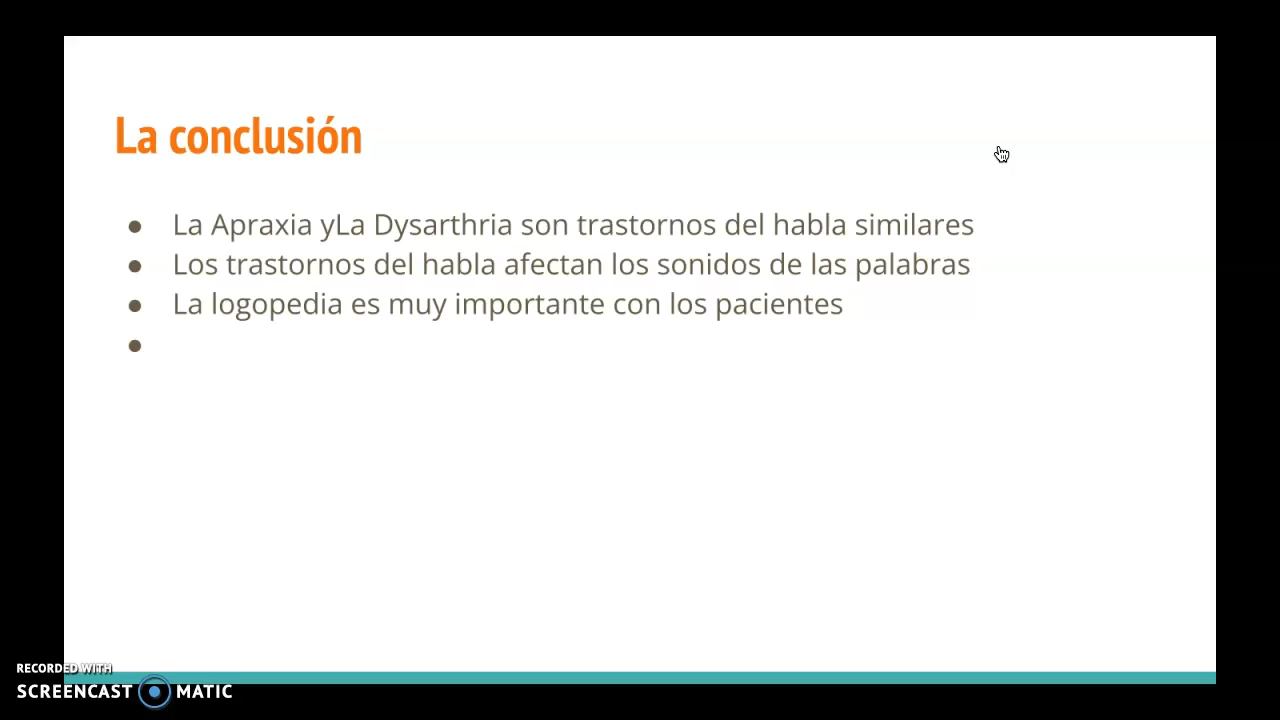 La conclusión
● La Apraxia yLa Dysarthria son trastornos del habla similares
● Los trastornos del habla afectan los sonidos de las palabras
● La logopedia es muy importante con los pacientes
●
RECORDED WITH
SCREENCAST MATIC